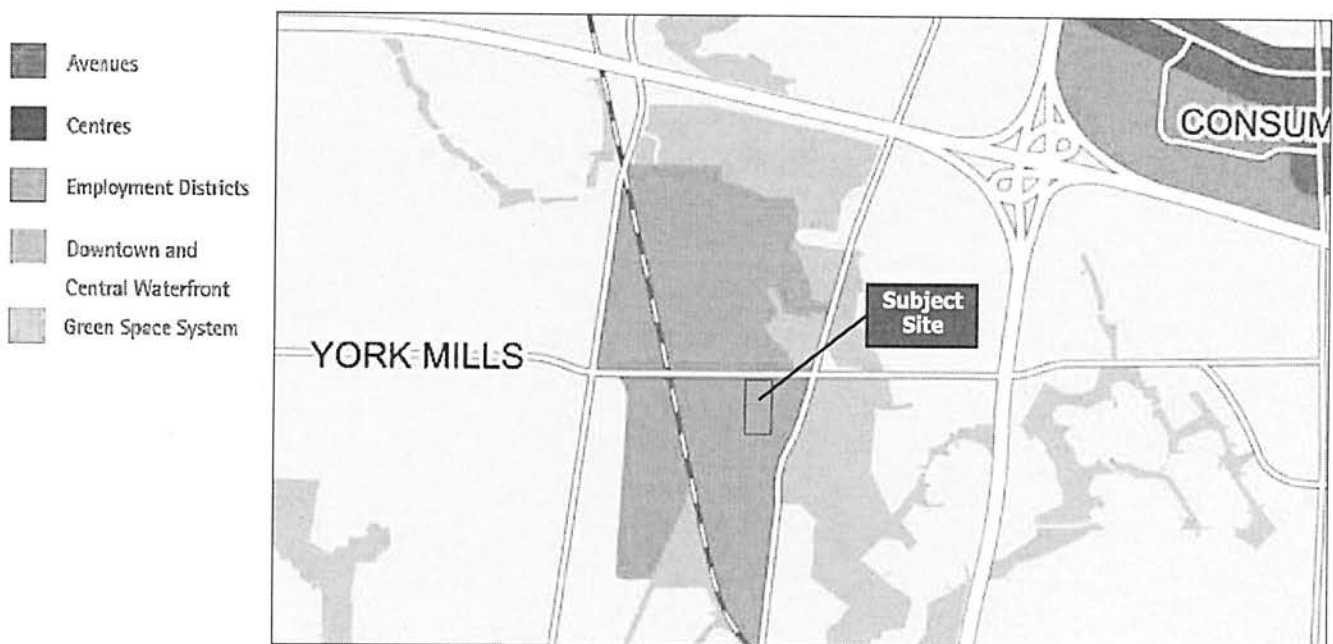 Avenues
Centres
Employment Districts
Downtown and
Central Waterfront
Green Space System
CONSUM
Subject
Site
YORK MILLS